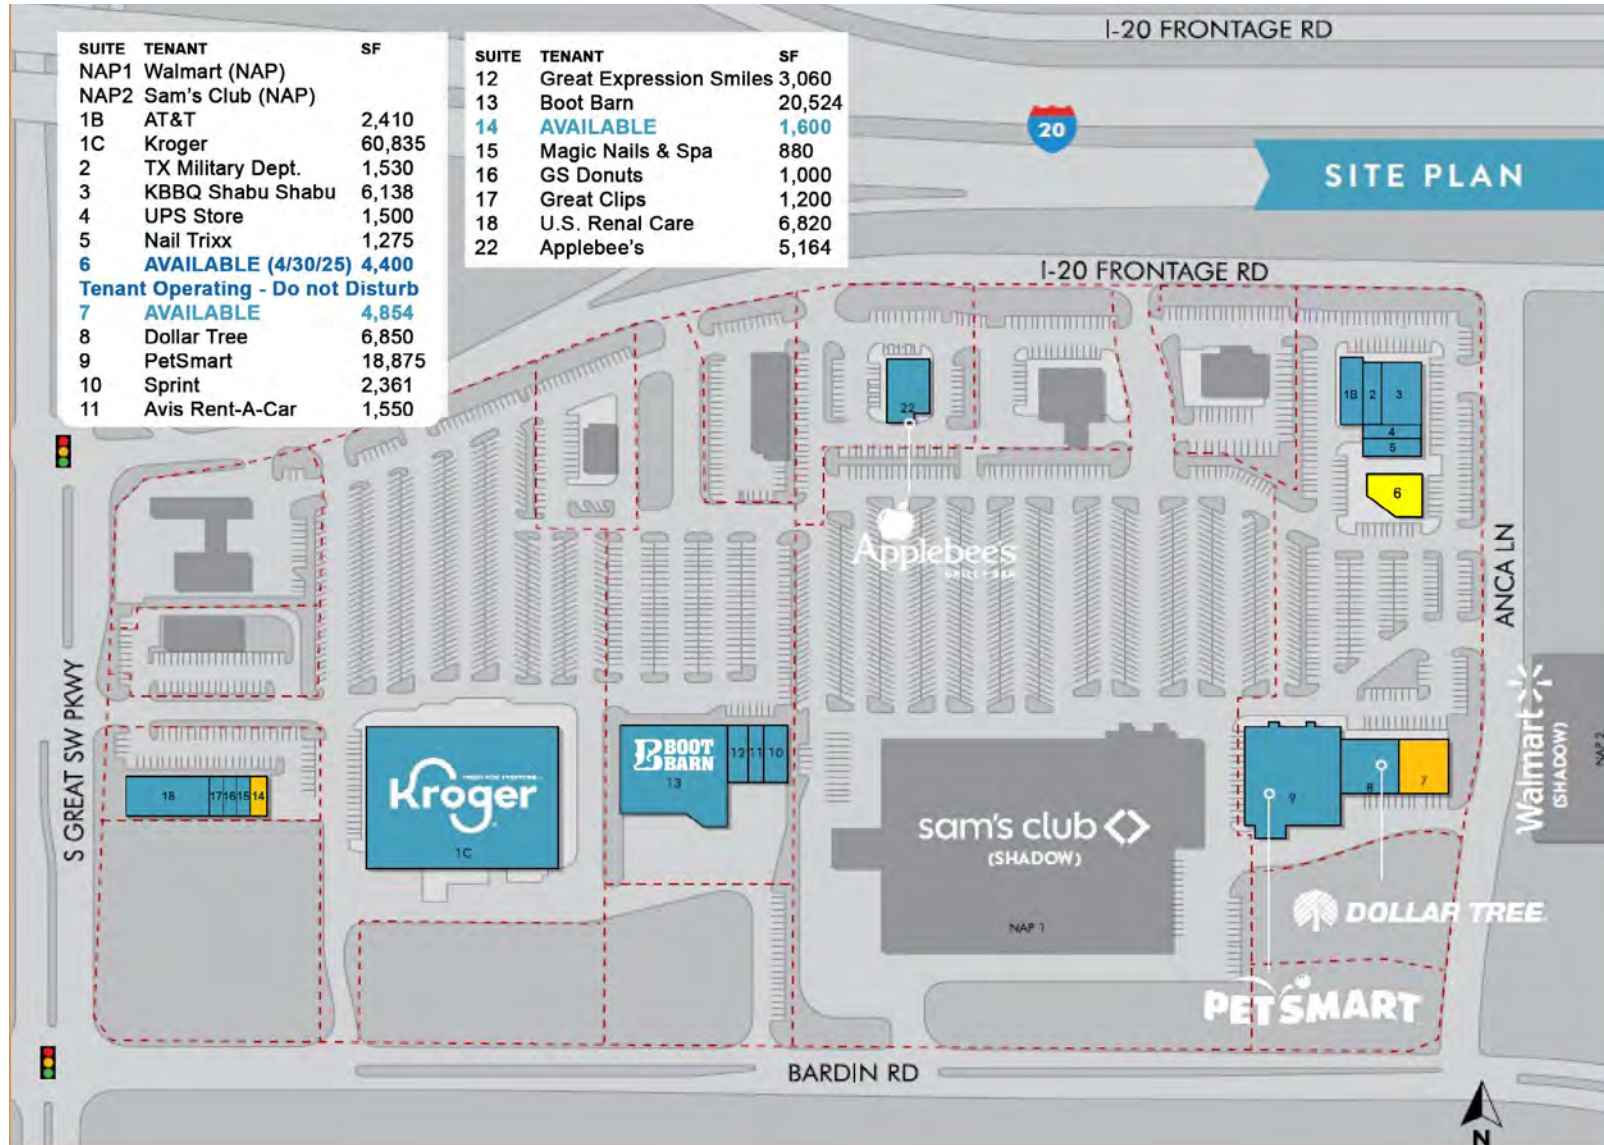 I-20 FRONTAGE RD
SUITE TENANT SF
NAP1 Walmart (NAP)
NAP2 Sam's Club (NAP)
1B AT&T 2,410
1C Kroger 60,835
2 TX Military Dept. 1,530
3 KBBQ Shabu Shabu 6,138
4 UPS Store 1,500
5 Nail Trixx 1,275
6 AVAILABLE (4/30/25) 4,400
Tenant Operating - Do not Disturb
7 AVAILABLE 4,854
8 Dollar Tree 6,850
9 PetSmart 18,875
10 Sprint 2,361
11 Avis Rent-A-Car 1,550
SUITE TENANT SF
12 Great Expression Smiles 3,060
13 Boot Barn 20,524
14 AVAILABLE 1,600
15 Magic Nails & Spa 880
16 GS Donuts 1,000
17 Great Clips 1,200
18 U.S. Renal Care 6,820
22 Applebee's 5,164
20
SITE PLAN
I-20 FRONTAGE RD
22
1B 2 3
4
5
6
Applebee's
GRILL + BAR
ANCA LN
S GREAT SW PKWY
Walmart
(SHADOW)
NAP 2
18 17 16 15 14
Kroger
1C
BOOT
BARN
13
12 11 10
sam's club
(SHADOW)
NAP 1
9
8
7
DOLLAR TREE
PETSMART
BARDIN RD
N